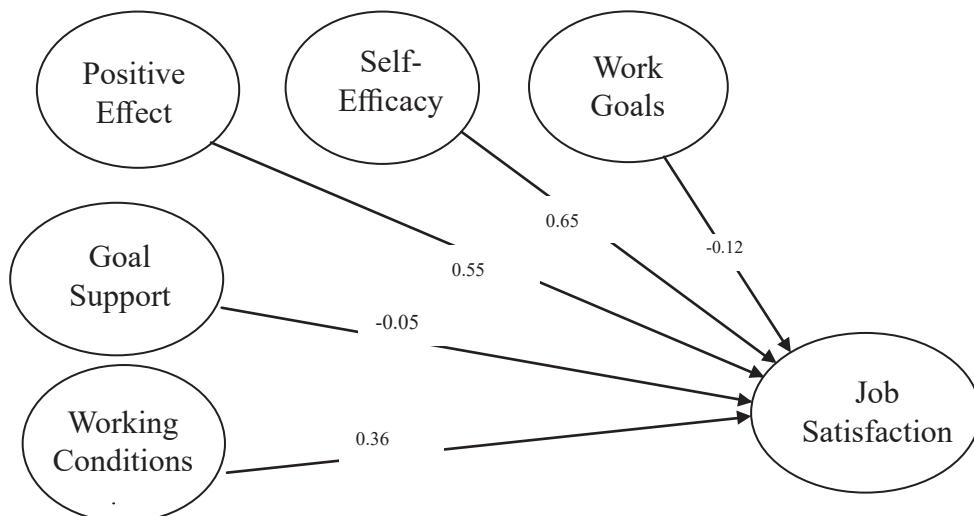 Positive
Effect
Self-
Efficacy
Work
Goals
0.65
-0.12
0.55
Goal
Support
-0.05
Job
Satisfaction
Working
Conditions
0.36